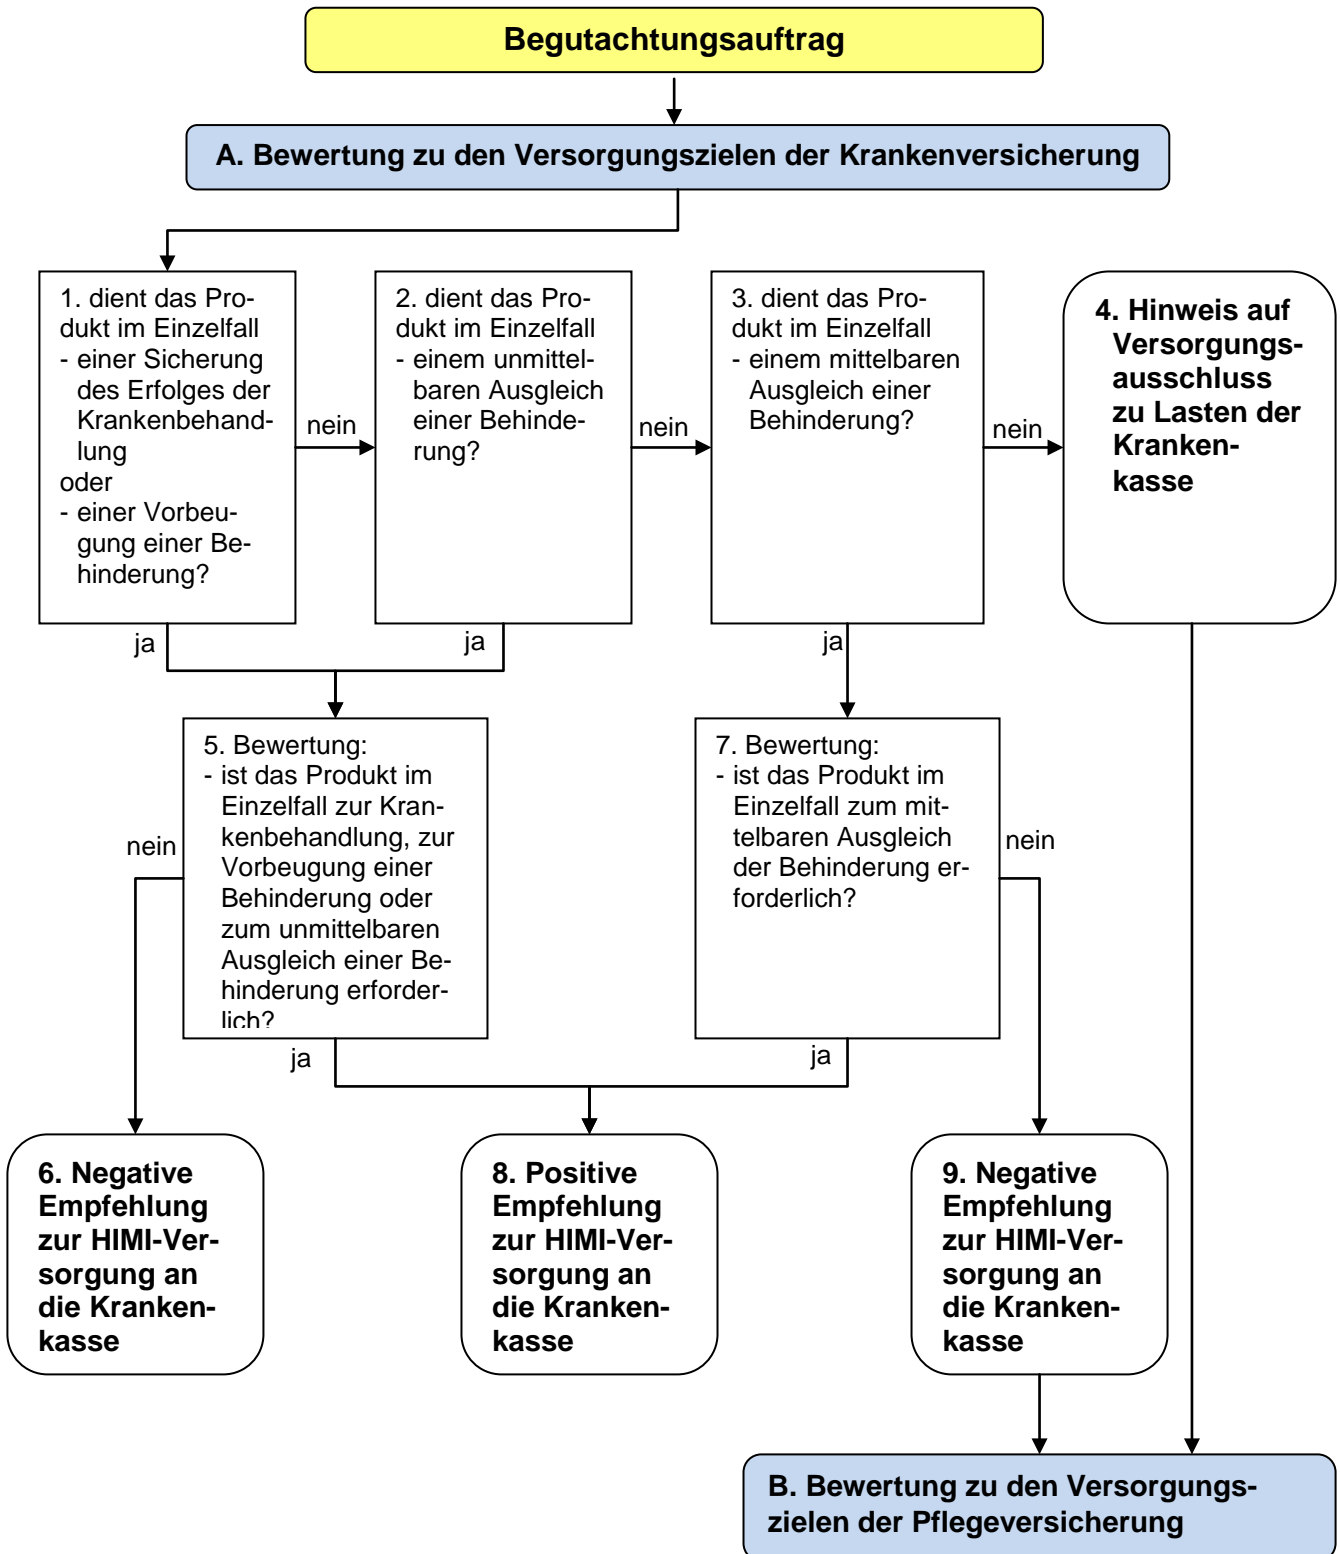 Begutachtungsauftrag
A. Bewertung zu den Versorgungszielen der Krankenversicherung
1. dient das Pro-
dukt im Einzelfall
- einer Sicherung
des Erfolges der
Krankenbehand-
lung
oder
- einer Vorbeu-
gung einer Be-
hinderung?
nein
2. dient das Pro-
dukt im Einzelfall
- einem unmittel-
baren Ausgleich
einer Behinde-
rung?
nein
3. dient das Pro-
dukt im Einzelfall
- einem mittelbaren
Ausgleich einer
Behinderung?
nein
4. Hinweis auf
Versorgungs-
ausschluss
zu Lasten der
Kranken-
kasse
ja
ja
ja
5. Bewertung:
- ist das Produkt im
Einzelfall zur Kran-
kenbehandlung, zur
Vorbeugung einer
Behinderung oder
zum unmittelbaren
Ausgleich einer Be-
hinderung erforder-
lich?
nein
7. Bewertung:
- ist das Produkt im
Einzelfall zum mit-
telbaren Ausgleich
der Behinderung er-
forderlich?
nein
ja
ja
6. Negative
Empfehlung
zur HIMI-Ver-
sorgung an
die Kranken-
kasse
8. Positive
Empfehlung
zur HIMI-Ver-
sorgung an
die Kranken-
kasse
9. Negative
Empfehlung
zur HIMI-Ver-
sorgung an
die Kranken-
kasse
B. Bewertung zu den Versorgungs-
zielen der Pflegeversicherung